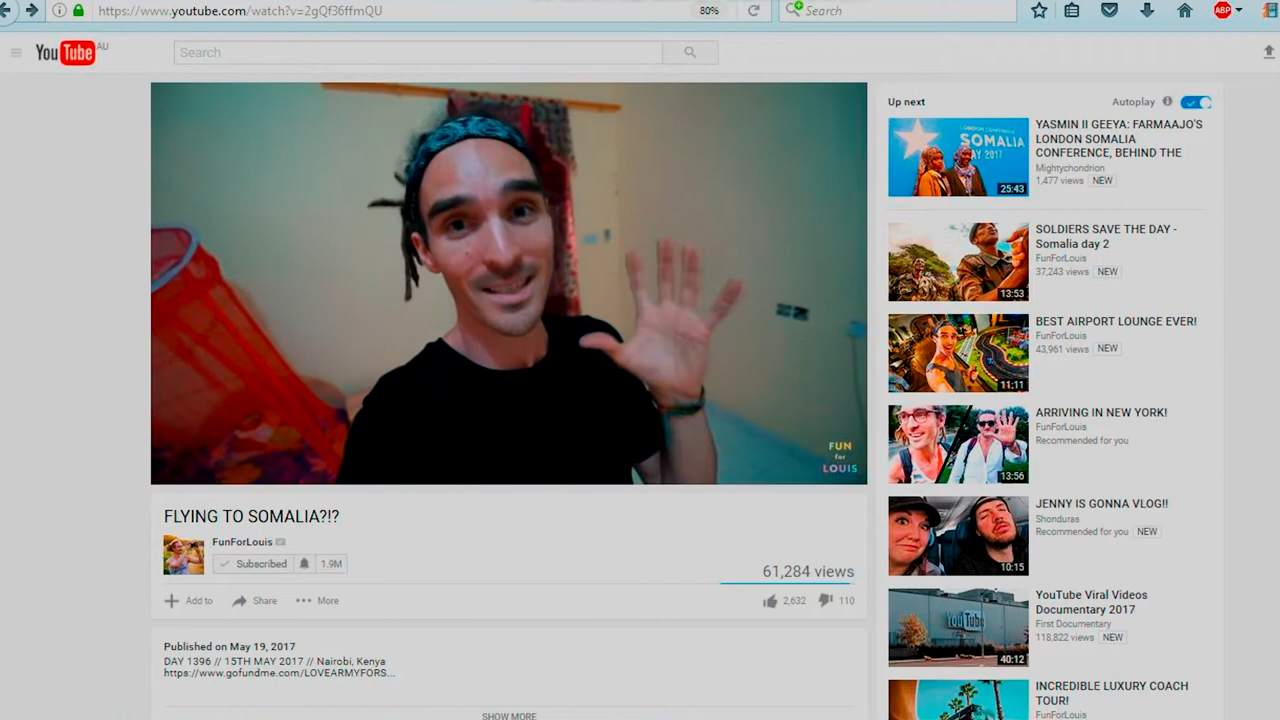 https://www.youtube.com/watch?v=2gQf36ffmQU
80%
Search
ABP
YouTube AU
Search
FUN
for
LOUIS
FLYING TO SOMALIA?!?
FunForLouis
Subscribed 1.9M
61,284 views
Add to Share More
2,632 110
Published on May 19, 2017
DAY 1396 // 15TH MAY 2017 // Nairobi, Kenya
https://www.gofundme.com/LOVEARMYFORS...
SHOW MORE
Up next Autoplay
LONDON CONFERENCE
SOMALIA
MAY 2017
25:43
YASMIN II GEEYA: FARMAAJO'S
LONDON SOMALIA
CONFERENCE, BEHIND THE
Mightychondrion
1,477 views NEW
13:53
SOLDIERS SAVE THE DAY -
Somalia day 2
FunForLouis
37,243 views NEW
11:11
BEST AIRPORT LOUNGE EVER!
FunForLouis
43,961 views NEW
13:56
ARRIVING IN NEW YORK!
FunForLouis
Recommended for you
10:15
JENNY IS GONNA VLOG!!
Shonduras
Recommended for you NEW
YouTube
40:12
YouTube Viral Videos
Documentary 2017
First Documentary
118,822 views NEW
INCREDIBLE LUXURY COACH
TOUR!
FunForLouis